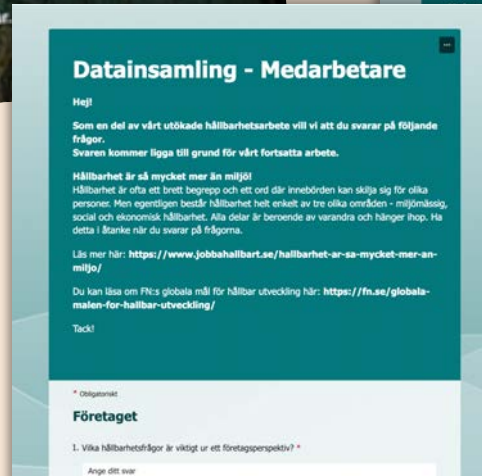 Datainsamling - Medarbetare
Hej!
Som en del av vårt utökade hållbarhetsarbete vill vi att du svarar på följande
frågor.
Svaren kommer ligga till grund för vårt fortsatta arbete.
Hållbarhet är så mycket mer än miljö!
Hållbarhet är ofta ett brett begrepp och ett ord där innebörden kan skilja sig för olika
personer. Men egentligen består hållbarhet helt enkelt av tre olika områden - miljömässig,
social och ekonomisk hållbarhet. Alla delar är beroende av varandra och hänger ihop. Ha
detta i åtanke när du svarar på frågorna.
Läs mer här: https://www.jobbahallbart.se/hallbarhet-ar-sa-mycket-mer-an-
miljo/
Du kan läsa om FN:s globala mål för hållbar utveckling här: https://fn.se/globala-
malen-for-hallbar-utveckling/
Tack!
* Obligatoriskt
Företaget
1. Vilka hållbarhetsfrågor är viktigt ur ett företagsperspektiv? *
Ange ditt svar